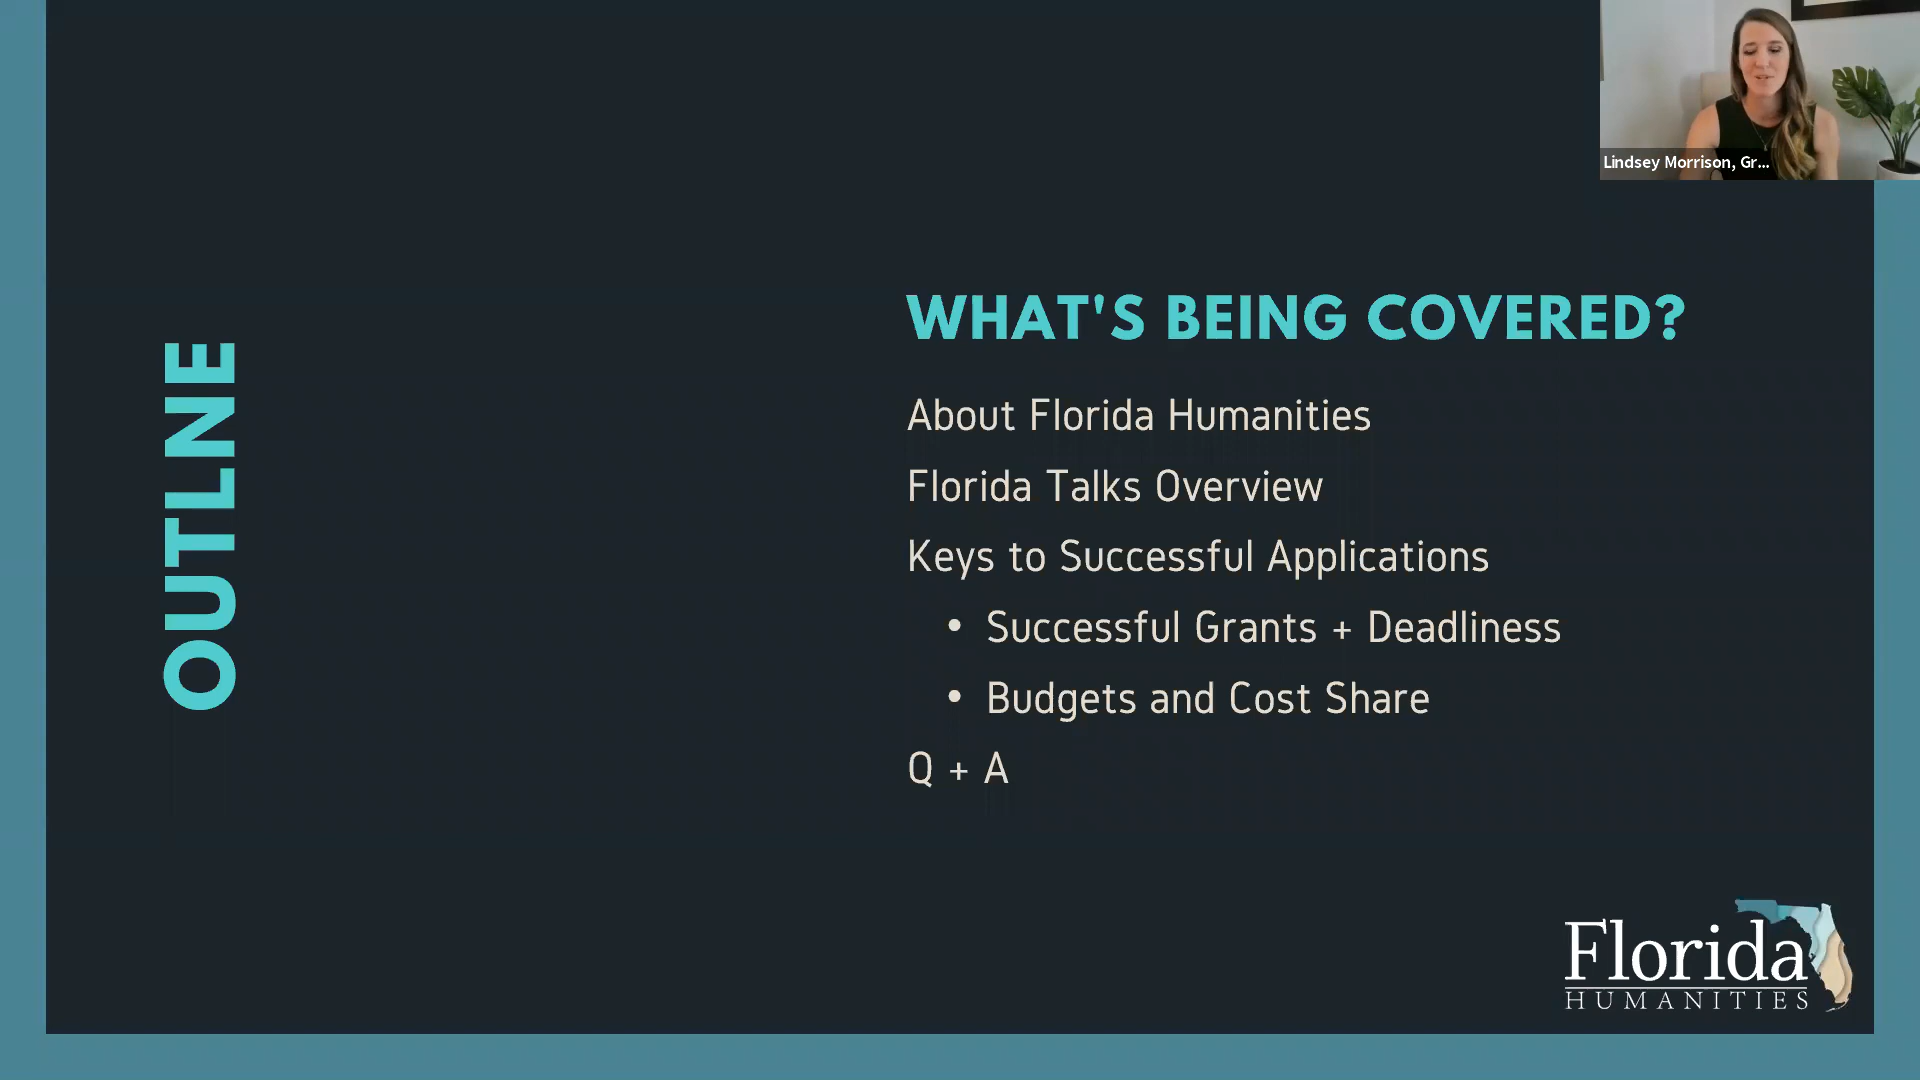 Lindsey Morrison, Gr...
OUTLNE
WHAT'S BEING COVERED?
About Florida Humanities
Florida Talks Overview
Keys to Successful Applications
• Successful Grants + Deadliness
• Budgets and Cost Share
Q + A
Florida
HUMANITIES